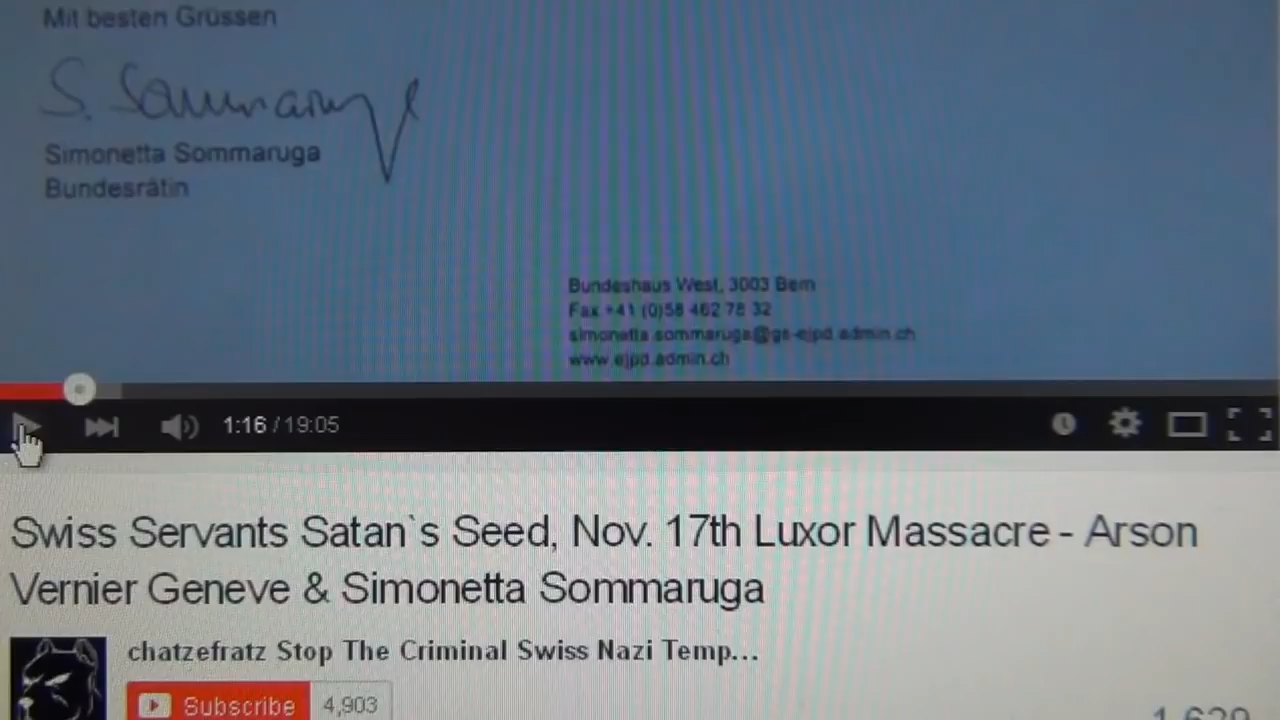 Mit besten Grüssen
S. Sommaruga
Simonetta Sommaruga
Bundesrätin
Bundeshaus West, 3003 Bern
Fax +41 (0)58 462 78 32
simonetta.sommaruga@gs-ejpd.admin.ch
www.ejpd.admin.ch
1:16 / 19:05
Swiss Servants Satan`s Seed, Nov. 17th Luxor Massacre - Arson
Vernier Geneve & Simonetta Sommaruga
chatzefratz Stop The Criminal Swiss Nazi Temp...
Subscribe 4,903